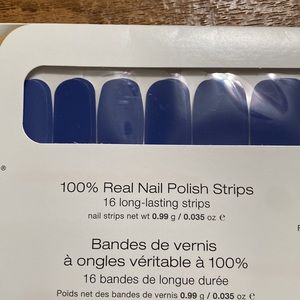 100% Real Nail Polish Strips
16 long-lasting strips
nail strips net wt 0.99 g / 0.035 oz ℮
Bandes de vernis
à ongles véritable à 100%
16 bandes de longue durée
Poids net des bandes de vernis 0.99 g / 0.035 oz ℮
®